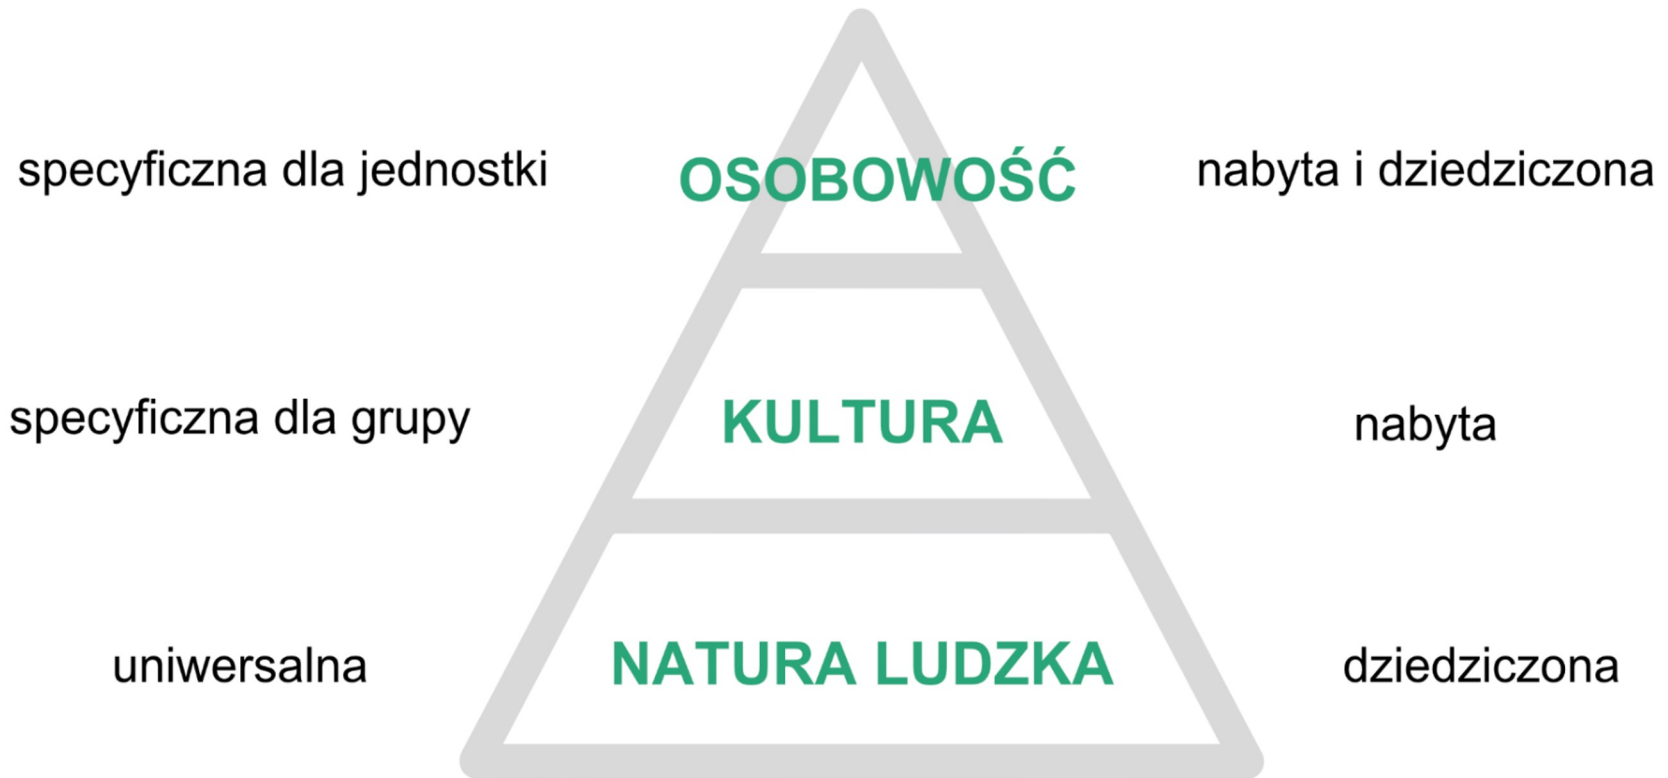 specyficzna dla jednostki OSOBOWOŚĆ nabyta i dziedziczona
specyficzna dla grupy KULTURA nabyta
uniwersalna NATURA LUDZKA dziedziczona